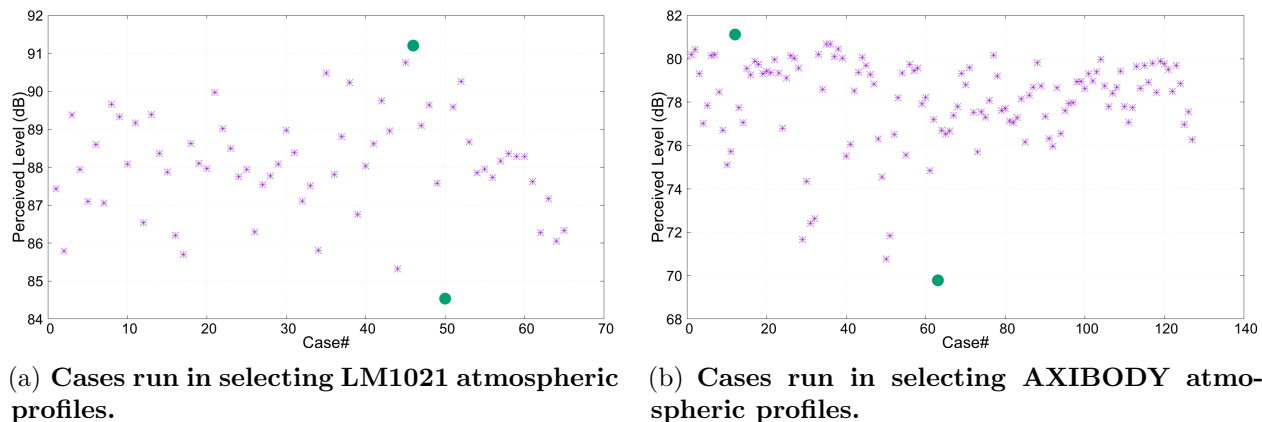 92
91
90
89
88
87
86
85
84
Perceived Level (dB)
0 10 20 30 40 50 60 70
Case#
82
80
78
76
74
72
70
68
Perceived Level (dB)
0 20 40 60 80 100 120 140
Case#
(a) Cases run in selecting LM1021 atmospheric
profiles.
(b) Cases run in selecting AXIBODY atmo-
spheric profiles.